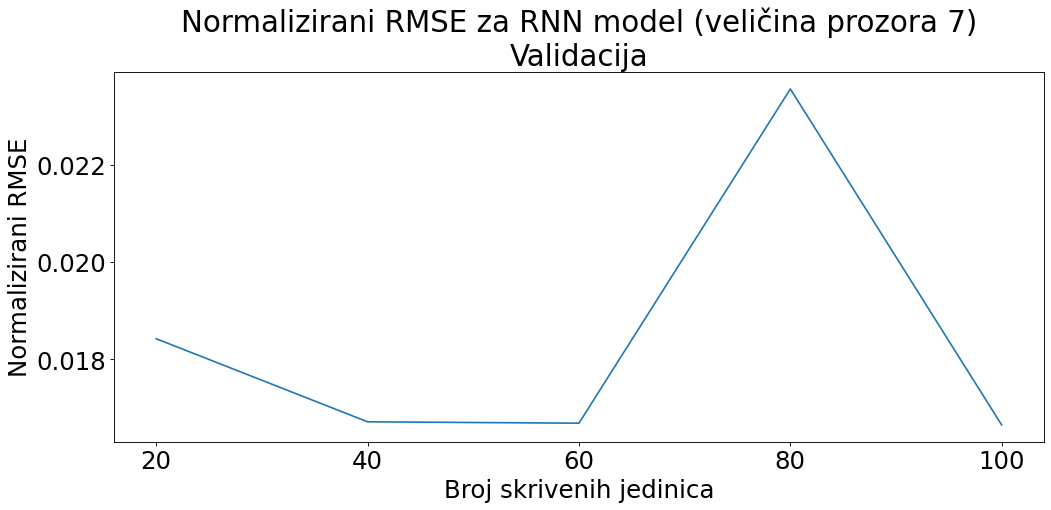 Normalizirani RMSE za RNN model (veličina prozora 7)
Validacija
Normalizirani RMSE
0.022
0.020
0.018
20 40 60 80 100
Broj skrivenih jedinica